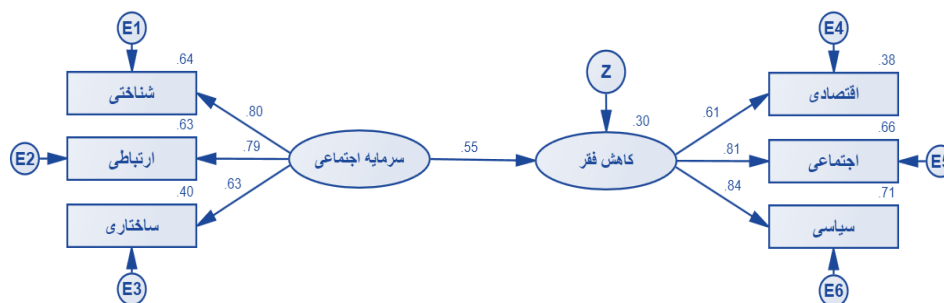 E1
E4
.64
.38
شناختی
Z
اقتصادی
.80
.61
.63
.30
.66
E2
ارتباطی
.79
سرمایه اجتماعی
.55
کاهش فقر
.81
اجتماعی
E5
.40
.63
.84
.71
ساختاری
سیاسی
E3
E6